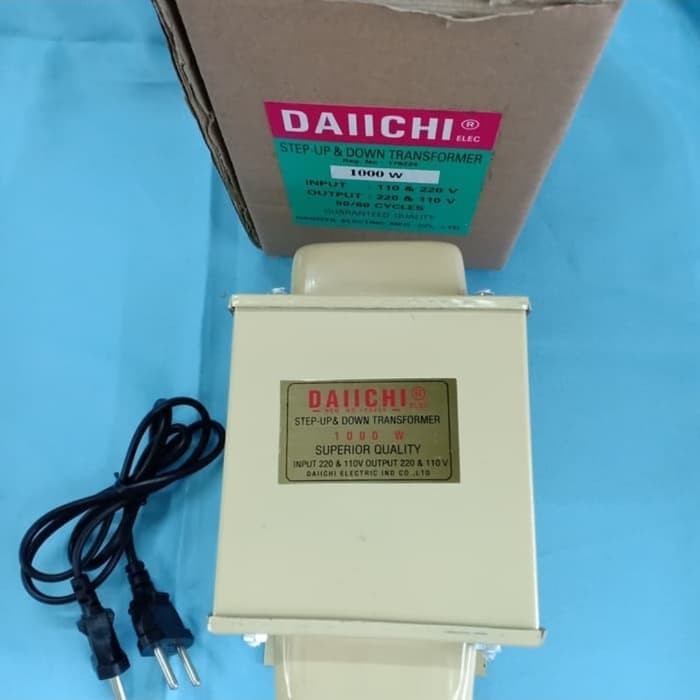 DAIICHI ® ELEC
STEP-UP & DOWN TRANSFORMER
1000 W
INPUT : 110 & 220 V
OUTPUT : 220 & 110 V
50/60 CYCLES
GUARANTEED QUALITY
DAIICHI ®
ELEC
STEP-UP & DOWN TRANSFORMER
1000 W
SUPERIOR QUALITY
INPUT 220 & 110V OUTPUT 220 & 110 V
DAIICHI ELECTRIC IND CO.,LTD